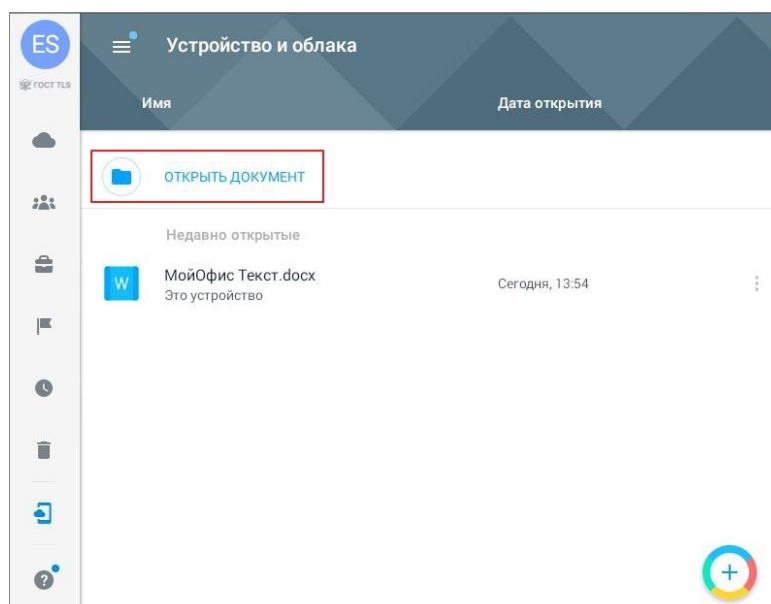 ES
Устройство и облака
ГОСТ TLS
Имя
Дата открытия
ОТКРЫТЬ ДОКУМЕНТ
Недавно открытые
W
МойОфис Текст.docx
Сегодня, 13:54
Это устройство
?
+